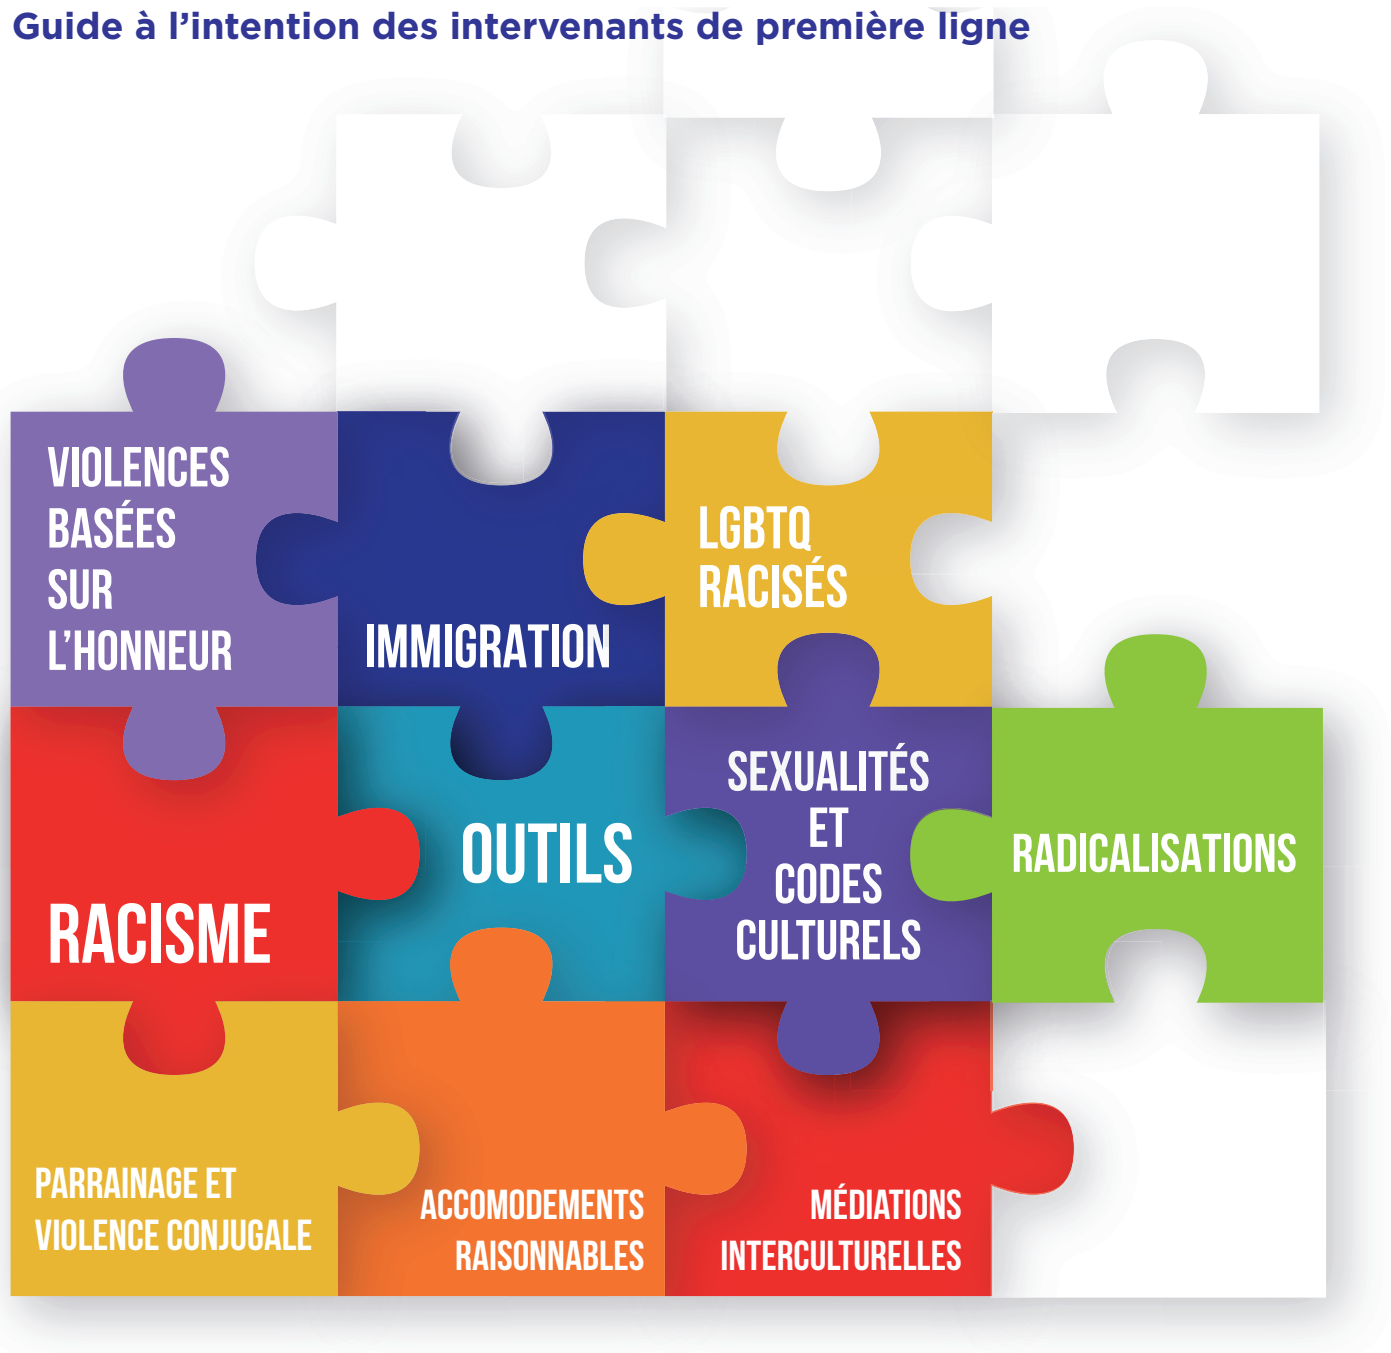 Guide à l’intention des intervenants de première ligne
VIOLENCES
BASÉES
SUR
L’HONNEUR
IMMIGRATION
LGBTQ
RACISÉS
RACISME
OUTILS
SEXUALITÉS
ET
CODES
CULTURELS
RADICALISATIONS
PARRAINAGE ET
VIOLENCE CONJUGALE
ACCOMODEMENTS
RAISONNABLES
MÉDIATIONS
INTERCULTURELLES